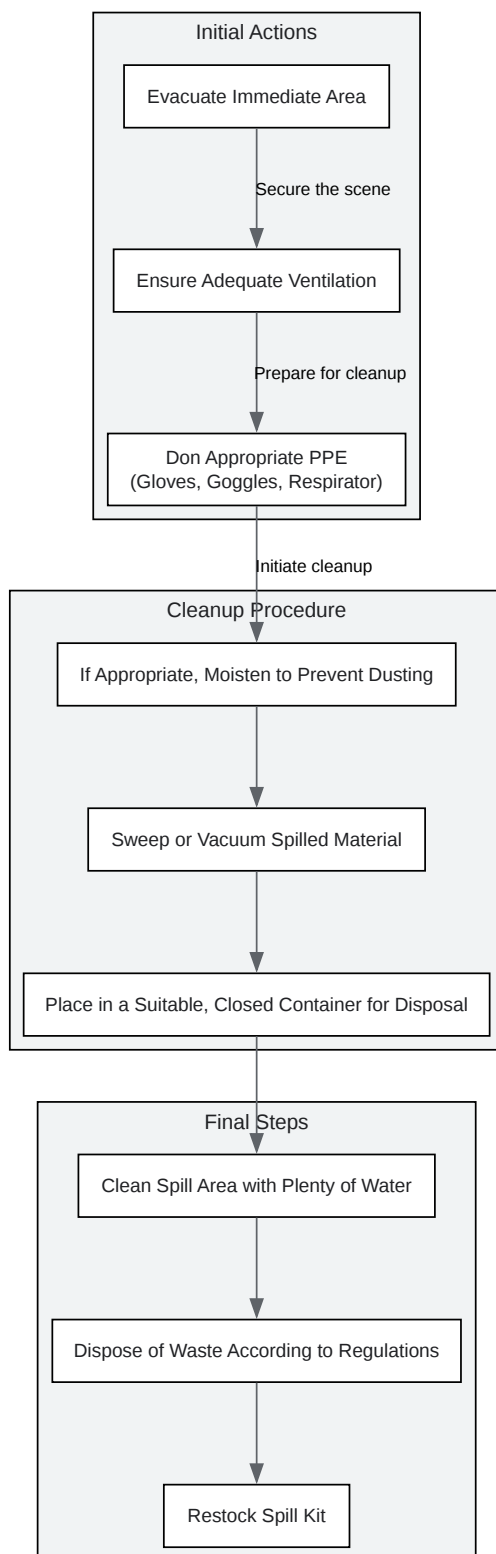 Initial Actions
Evacuate Immediate Area
Secure the scene
Ensure Adequate Ventilation
Prepare for cleanup
Don Appropriate PPE
(Gloves, Goggles, Respirator)
Initiate cleanup
Cleanup Procedure
If Appropriate, Moisten to Prevent Dusting
Sweep or Vacuum Spilled Material
Place in a Suitable, Closed Container for Disposal
Final Steps
Clean Spill Area with Plenty of Water
Dispose of Waste According to Regulations
Restock Spill Kit